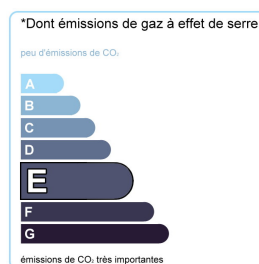 *Dont émissions de gaz à effet de serre
peu d'émissions de CO₂
A
B
C
D
E
F
G
émissions de CO₂ très importantes